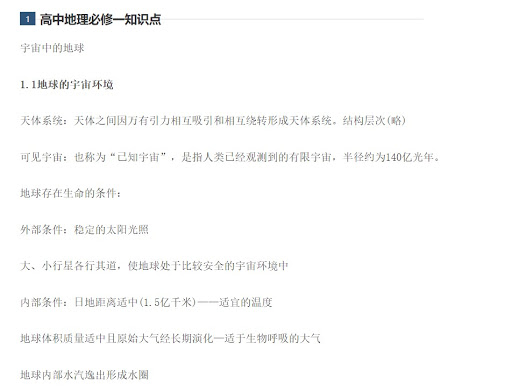 1 高中地理必修一知识点
宇宙中的地球
1.1地球的宇宙环境
天体系统：天体之间因万有引力相互吸引和相互绕转形成天体系统。结构层次(略)
可见宇宙：也称为“已知宇宙”，是指人类已经观测到的有限宇宙，半径约为140亿光年。
地球存在生命的条件：
外部条件：稳定的太阳光照
大、小行星各行其道，使地球处于比较安全的宇宙环境中
内部条件：日地距离适中(1.5亿千米)——适宜的温度
地球体积质量适中且原始大气经长期演化—适于生物呼吸的大气
地球内部水汽逸出形成水圈